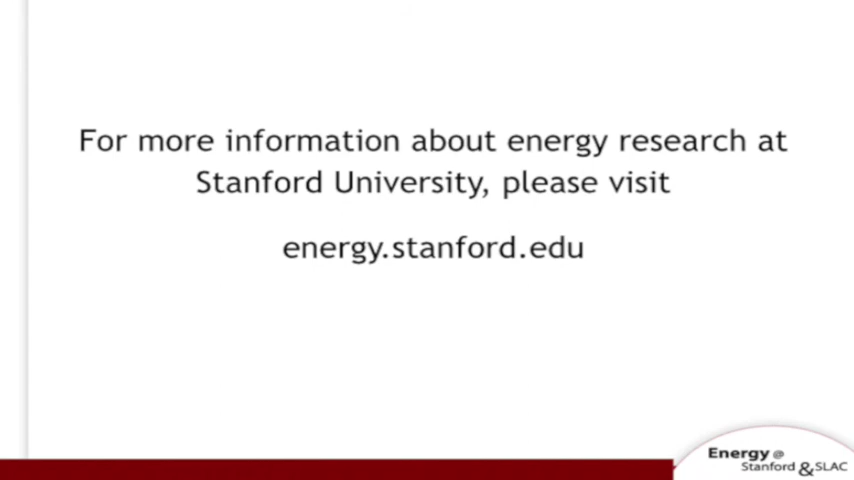 For more information about energy research at
Stanford University, please visit
energy.stanford.edu
Energy @
Stanford & SLAC